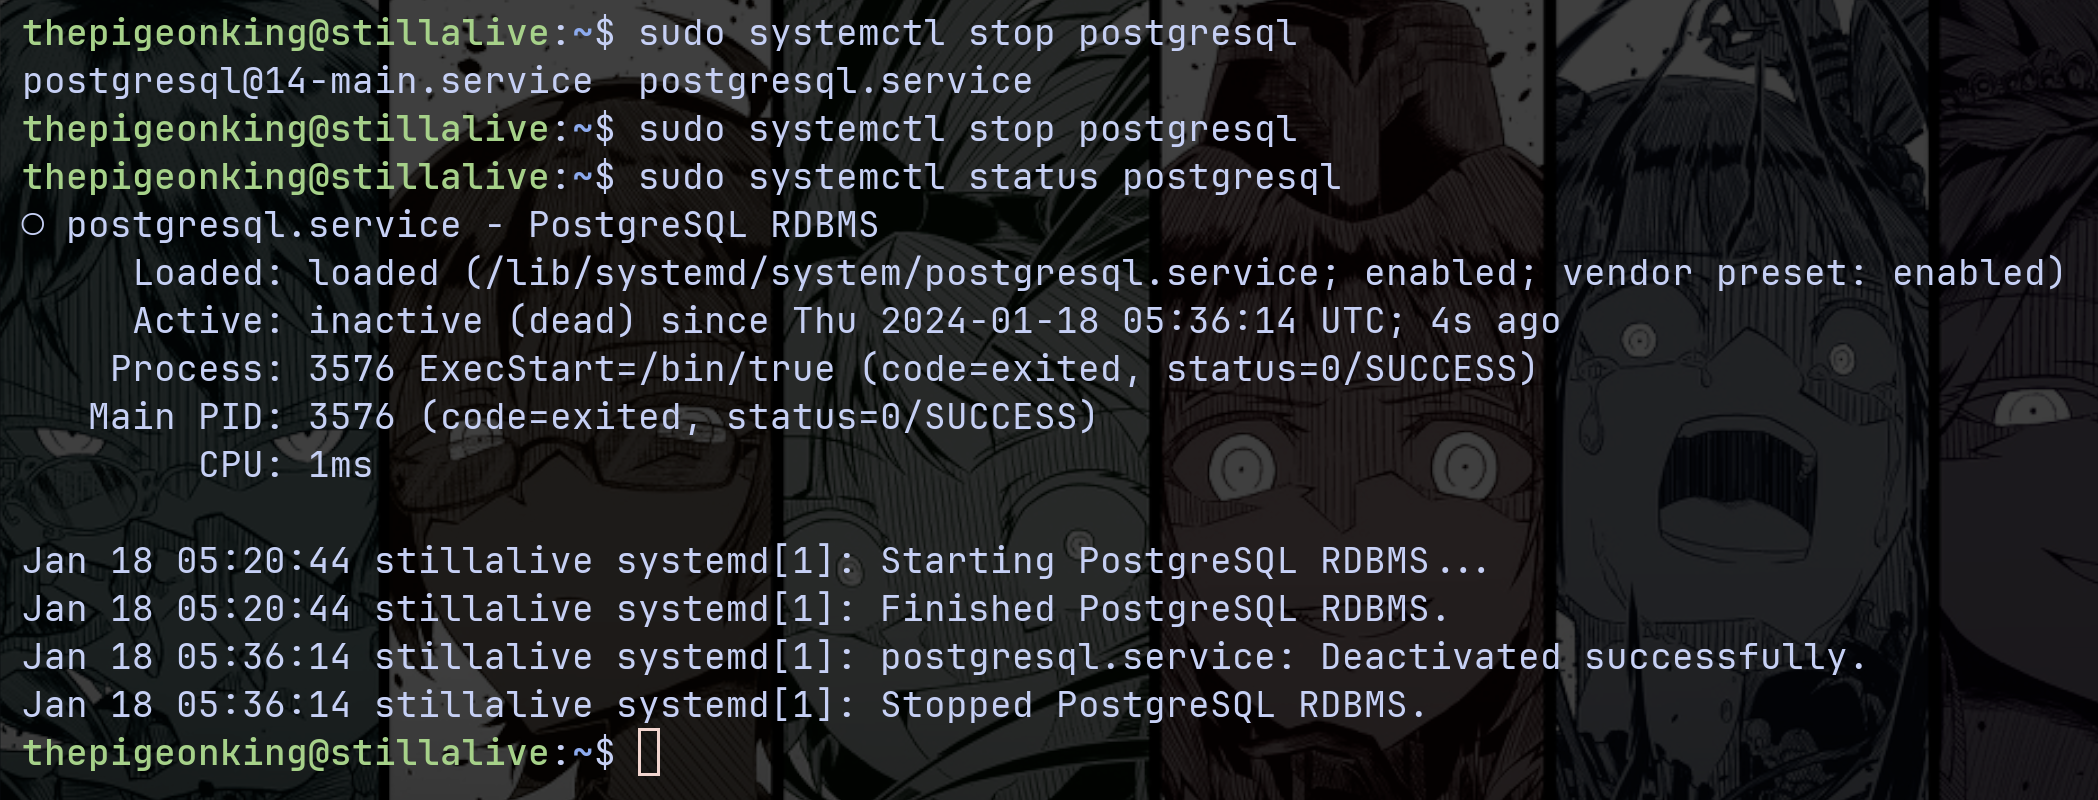 thepigeonking@stillalive:~$ sudo systemctl stop postgresql
postgresql@14-main.service  postgresql.service
thepigeonking@stillalive:~$ sudo systemctl stop postgresql
thepigeonking@stillalive:~$ sudo systemctl status postgresql
○ postgresql.service - PostgreSQL RDBMS
     Loaded: loaded (/lib/systemd/system/postgresql.service; enabled; vendor preset: enabled)
     Active: inactive (dead) since Thu 2024-01-18 05:36:14 UTC; 4s ago
    Process: 3576 ExecStart=/bin/true (code=exited, status=0/SUCCESS)
   Main PID: 3576 (code=exited, status=0/SUCCESS)
        CPU: 1ms

Jan 18 05:20:44 stillalive systemd[1]: Starting PostgreSQL RDBMS...
Jan 18 05:20:44 stillalive systemd[1]: Finished PostgreSQL RDBMS.
Jan 18 05:36:14 stillalive systemd[1]: postgresql.service: Deactivated successfully.
Jan 18 05:36:14 stillalive systemd[1]: Stopped PostgreSQL RDBMS.
thepigeonking@stillalive:~$